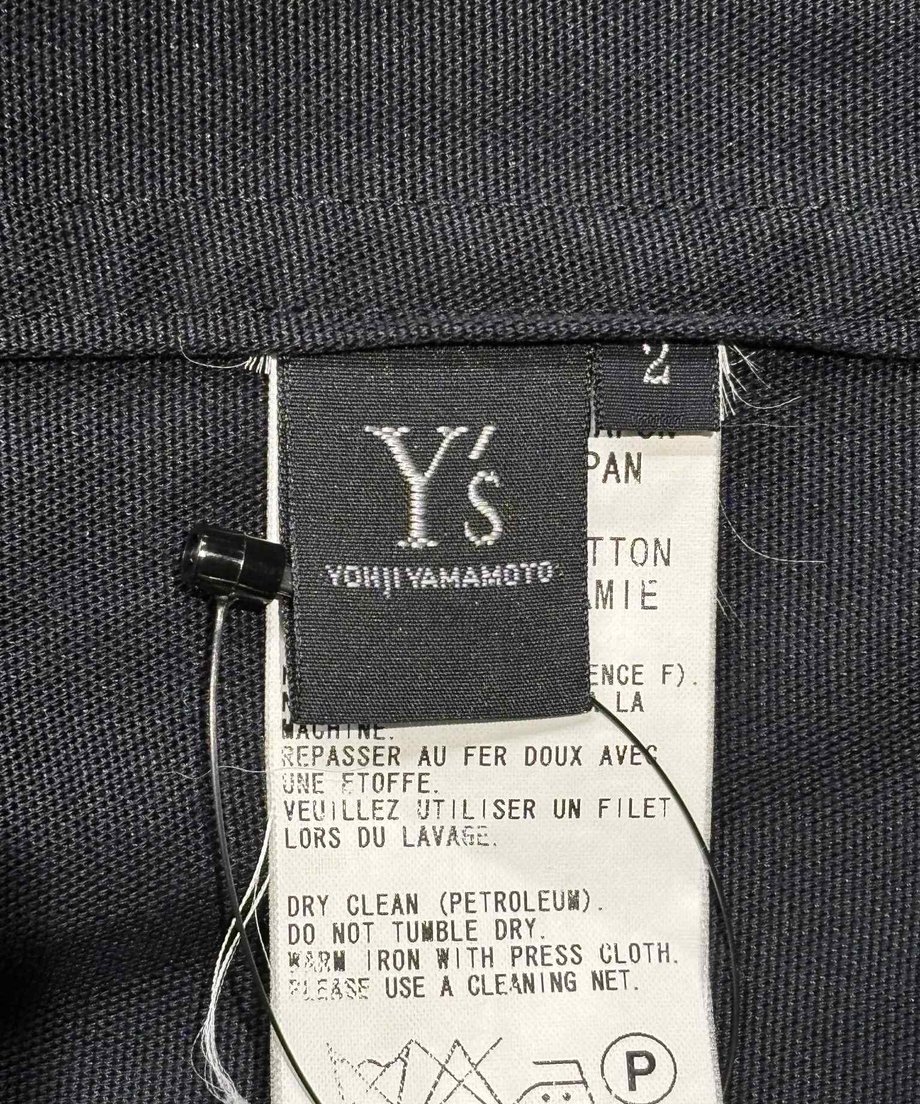 2
Y's
YOHJI YAMAMOTO
PAN
TTON
MIE
ENCE F).
LA
MACHINE.
REPASSER AU FER DOUX AVEC
UNE ETOFFE.
VEUILLEZ UTILISER UN FILET
LORS DU LAVAGE.
DRY CLEAN (PETROLEUM).
DO NOT TUMBLE DRY.
WARM IRON WITH PRESS CLOTH.
PLEASE USE A CLEANING NET.
P